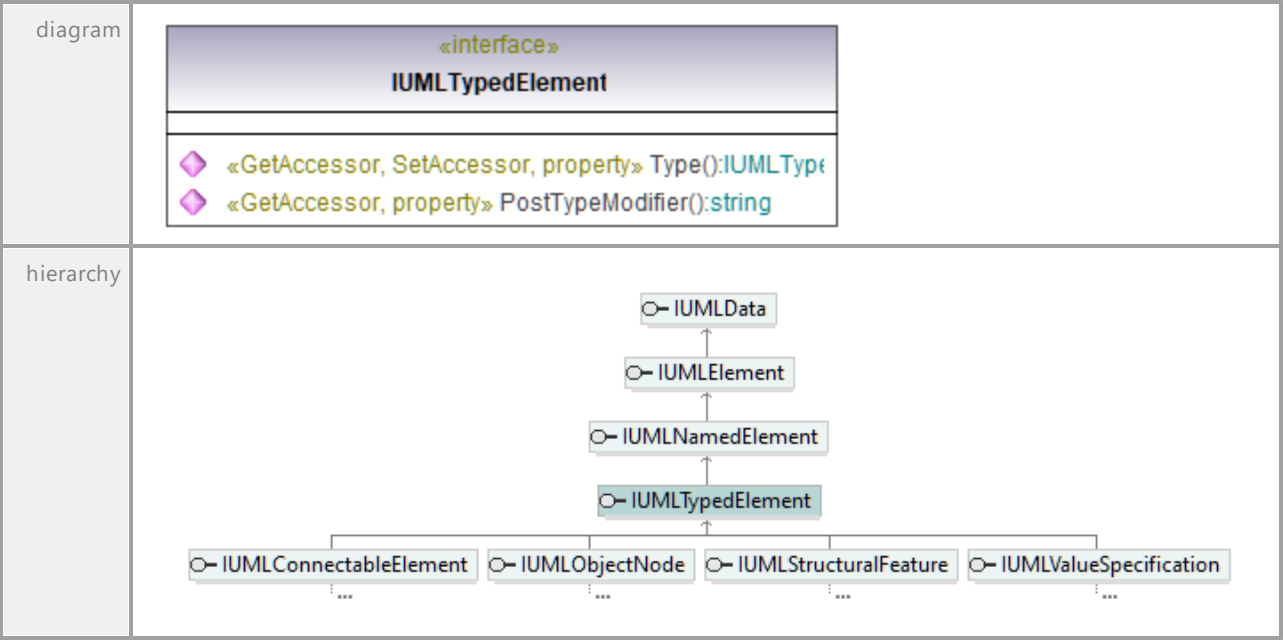 diagram
«interface»
IUMLTypedElement
«GetAccessor, SetAccessor, property» Type():IUMLType
«GetAccessor, property» PostTypeModifier():string
hierarchy
IUMLData
IUMLElement
IUMLNamedElement
IUMLTypedElement
IUMLConnectableElement IUMLObjectNode IUMLStructuralFeature IUMLValueSpecification
... ... ... ...